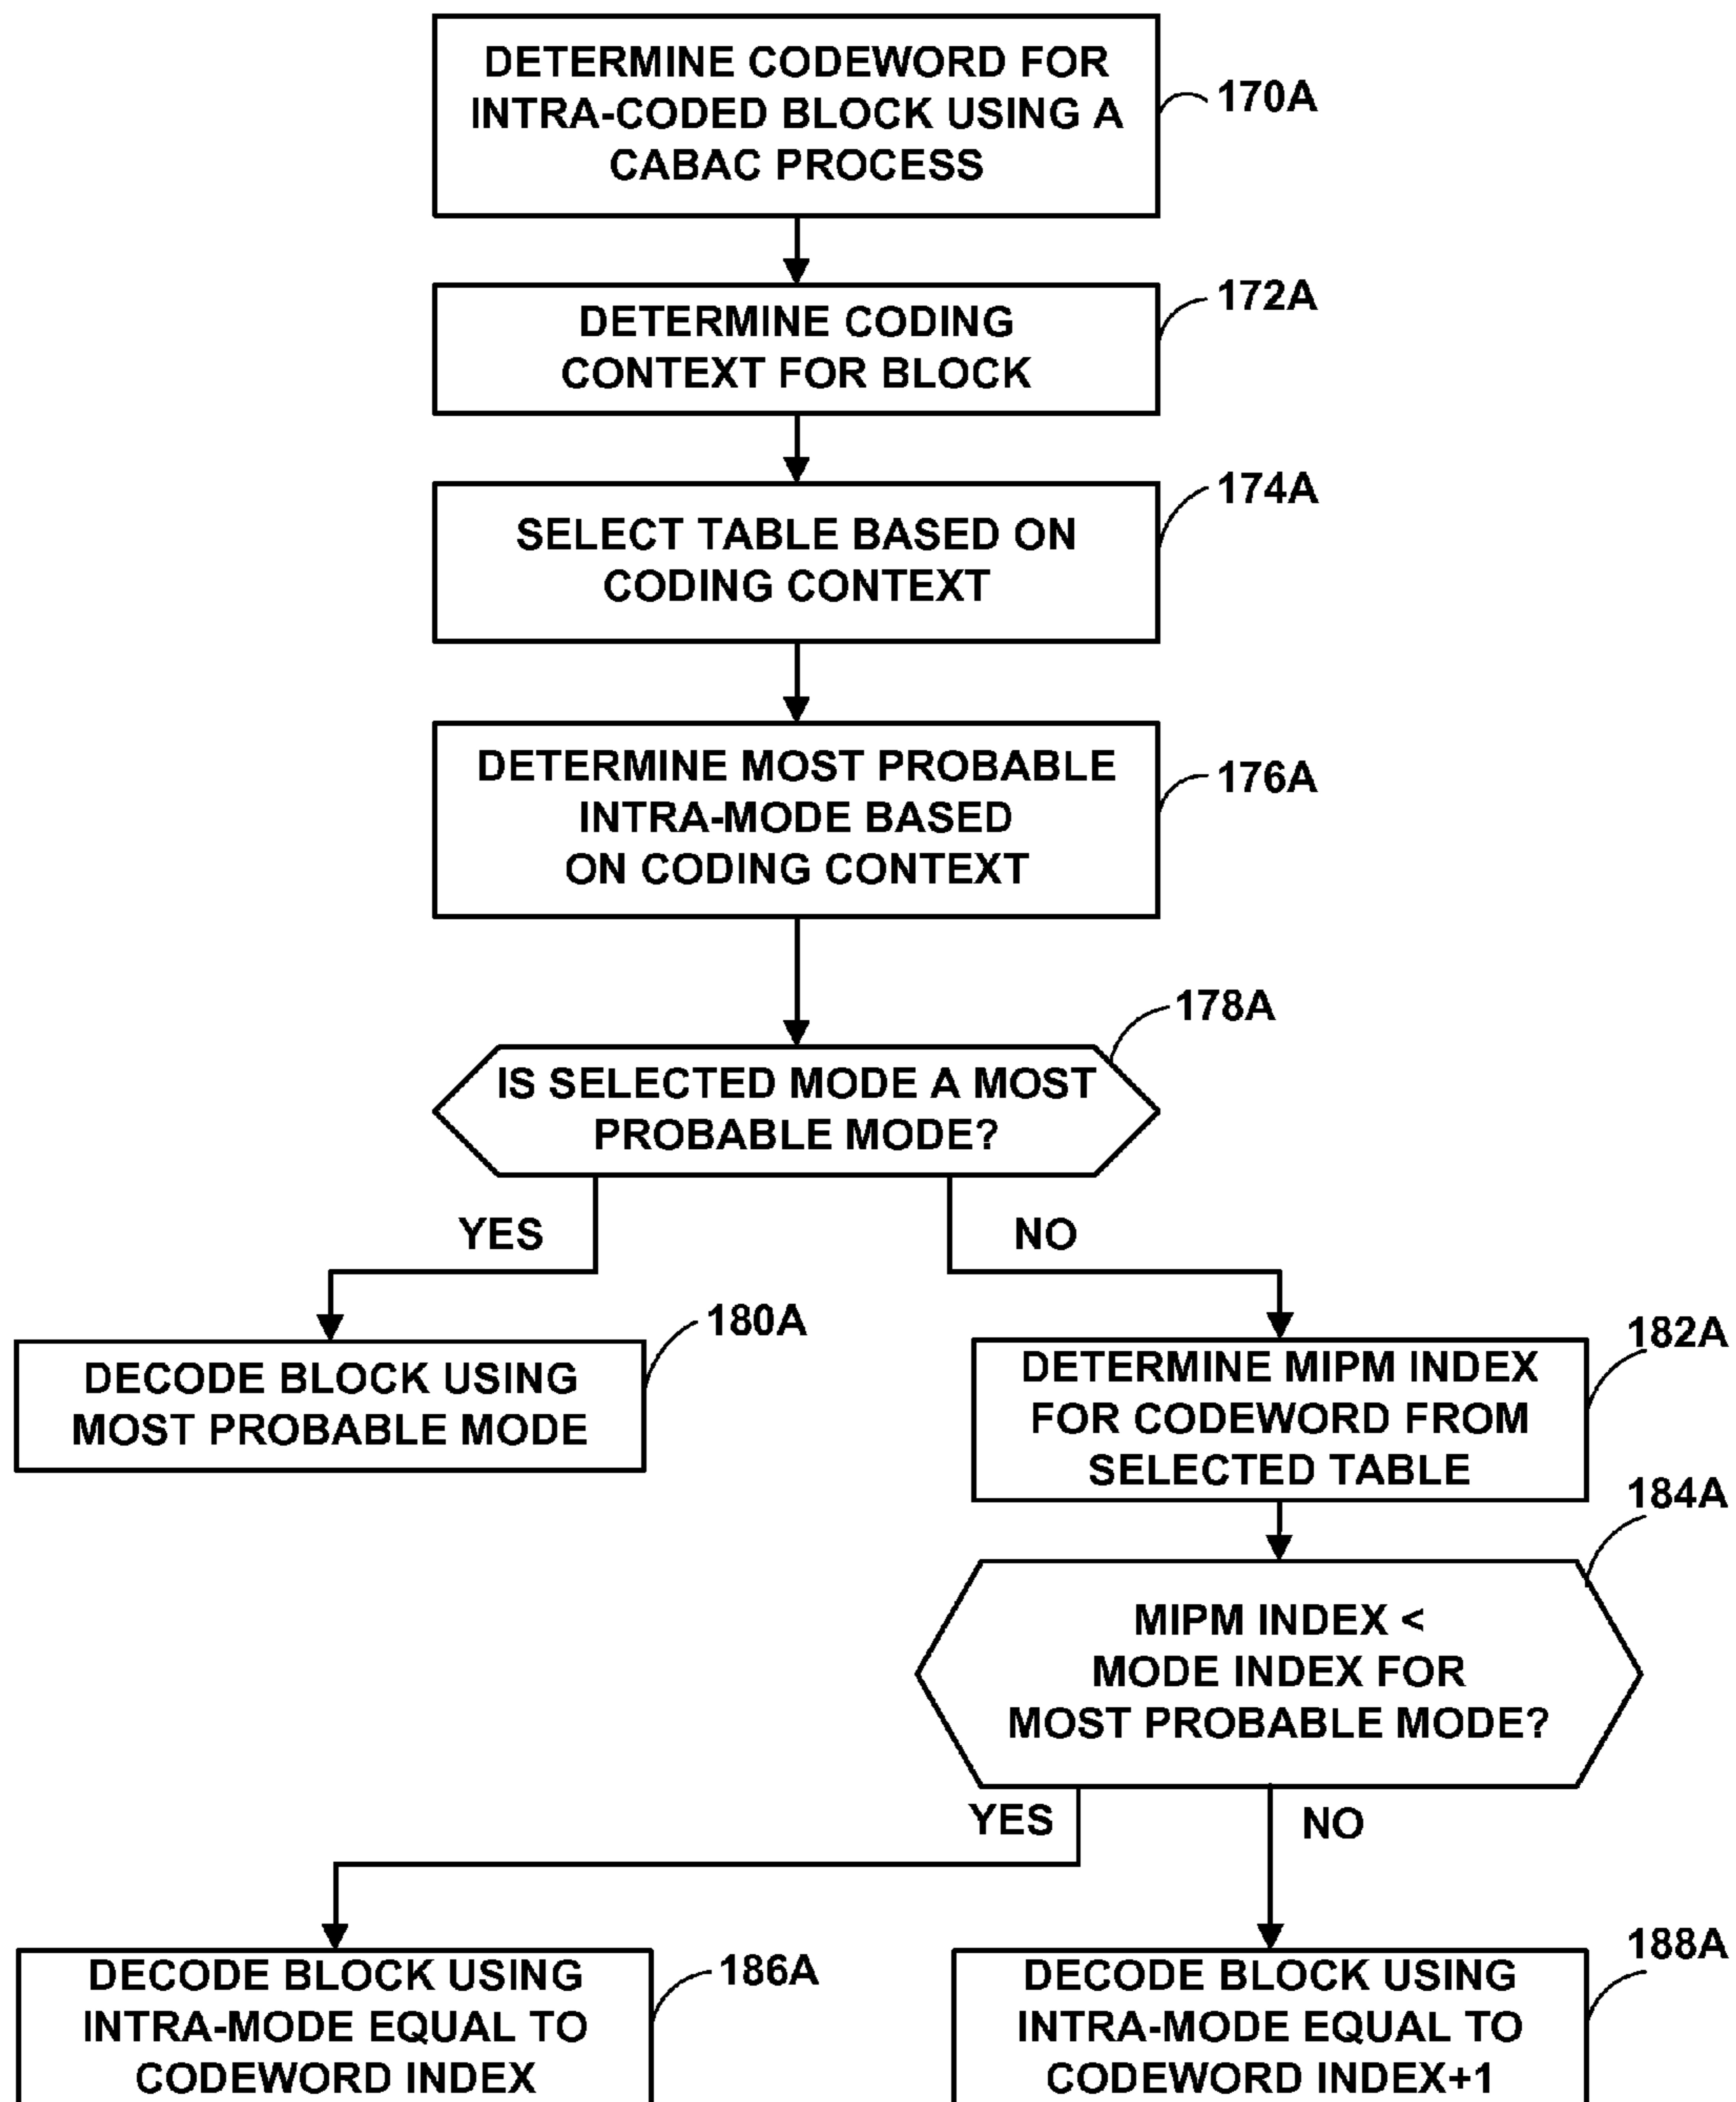 DETERMINE CODEWORD FOR
INTRA-CODED BLOCK USING A
CABAC PROCESS
170A
DETERMINE CODING
CONTEXT FOR BLOCK
172A
SELECT TABLE BASED ON
CODING CONTEXT
174A
DETERMINE MOST PROBABLE
INTRA-MODE BASED
ON CODING CONTEXT
176A
178A
IS SELECTED MODE A MOST
PROBABLE MODE?
YES
NO
180A
DECODE BLOCK USING
MOST PROBABLE MODE
182A
DETERMINE MIPM INDEX
FOR CODEWORD FROM
SELECTED TABLE
184A
MIPM INDEX <
MODE INDEX FOR
MOST PROBABLE MODE?
YES
NO
DECODE BLOCK USING
INTRA-MODE EQUAL TO
CODEWORD INDEX
186A
DECODE BLOCK USING
INTRA-MODE EQUAL TO
CODEWORD INDEX+1
188A